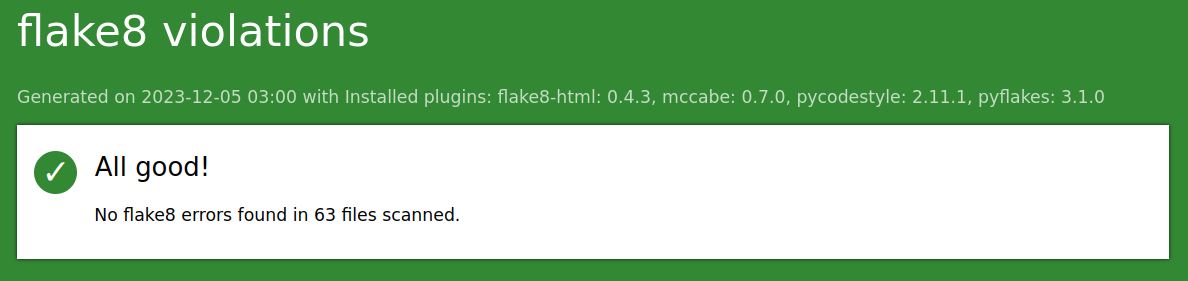 flake8 violations
Generated on 2023-12-05 03:00 with Installed plugins: flake8-html: 0.4.3, mccabe: 0.7.0, pycodestyle: 2.11.1, pyflakes: 3.1.0
✓ All good!
No flake8 errors found in 63 files scanned.